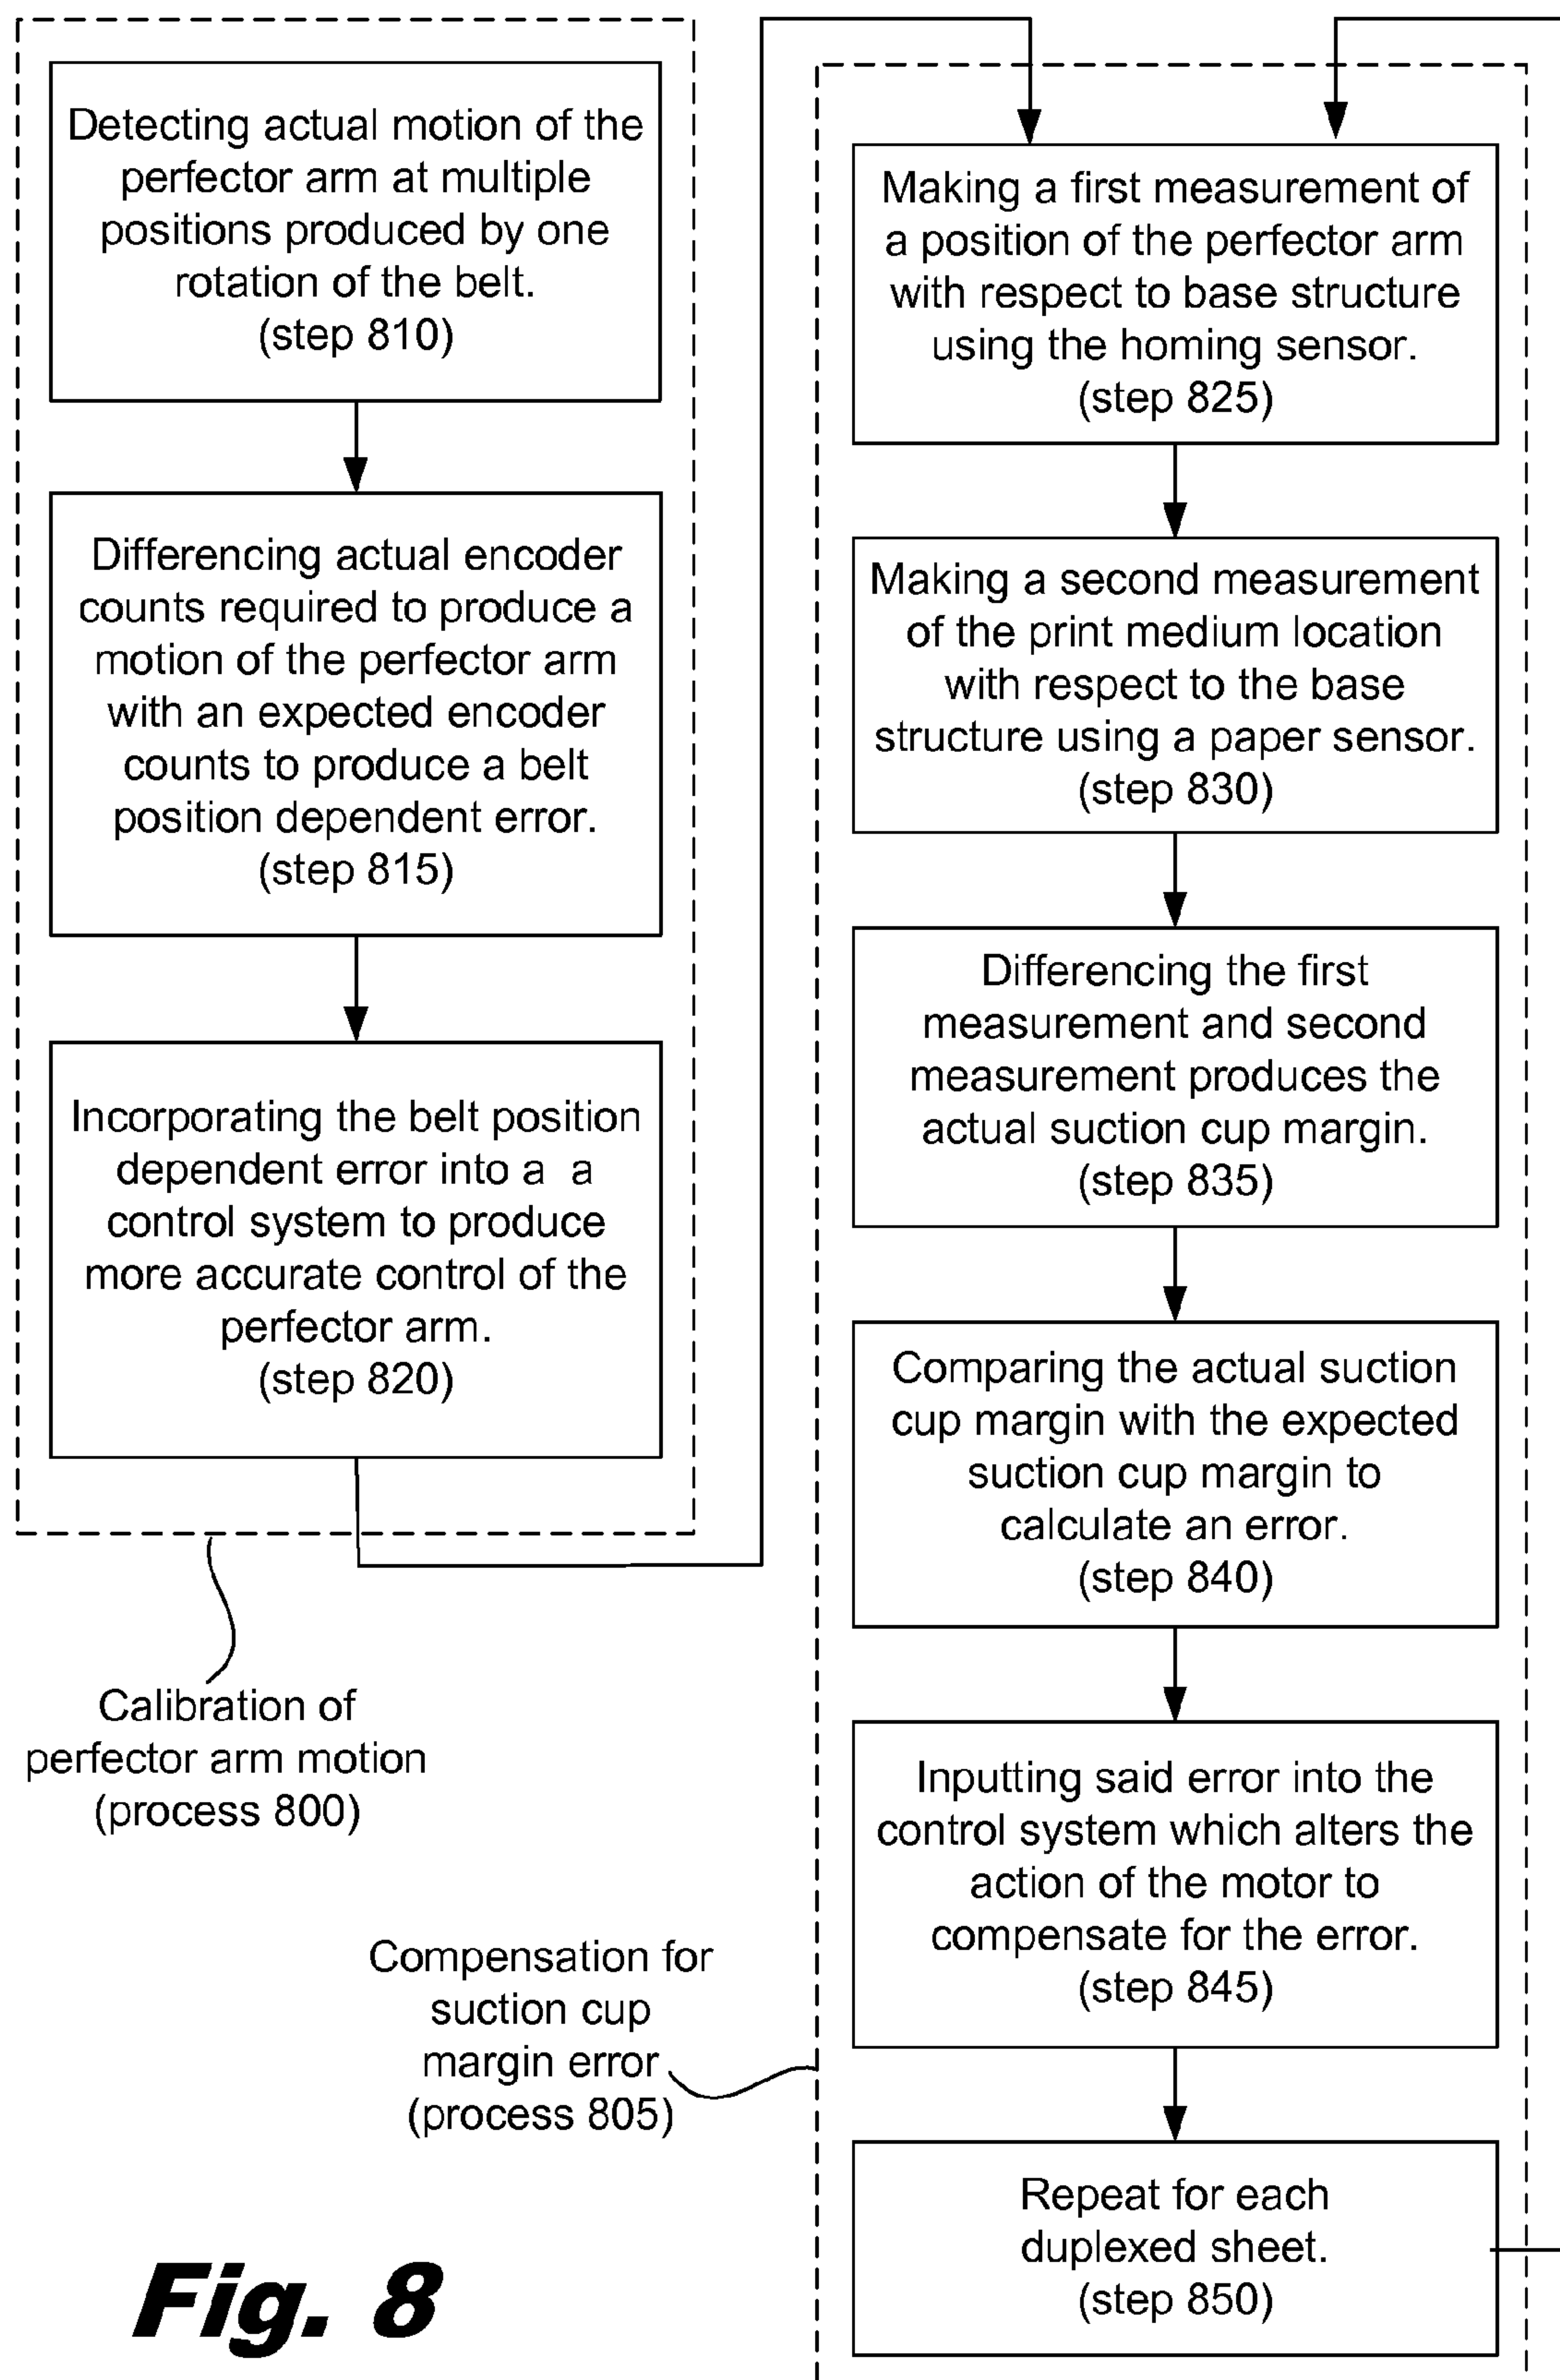 Detecting actual motion of the
perfector arm at multiple
positions produced by one
rotation of the belt.
(step 810)
Differencing actual encoder
counts required to produce a
motion of the perfector arm
with an expected encoder
counts to produce a belt
position dependent error.
(step 815)
Incorporating the belt position
dependent error into a a
control system to produce
more accurate control of the
perfector arm.
(step 820)
Calibration of
perfector arm motion
(process 800)
Making a first measurement of
a position of the perfector arm
with respect to base structure
using the homing sensor.
(step 825)
Making a second measurement
of the print medium location
with respect to the base
structure using a paper sensor.
(step 830)
Differencing the first
measurement and second
measurement produces the
actual suction cup margin.
(step 835)
Comparing the actual suction
cup margin with the expected
suction cup margin to
calculate an error.
(step 840)
Inputting said error into the
control system which alters the
action of the motor to
compensate for the error.
(step 845)
Repeat for each
duplexed sheet.
(step 850)
Compensation for
suction cup
margin error
(process 805)
Fig. 8